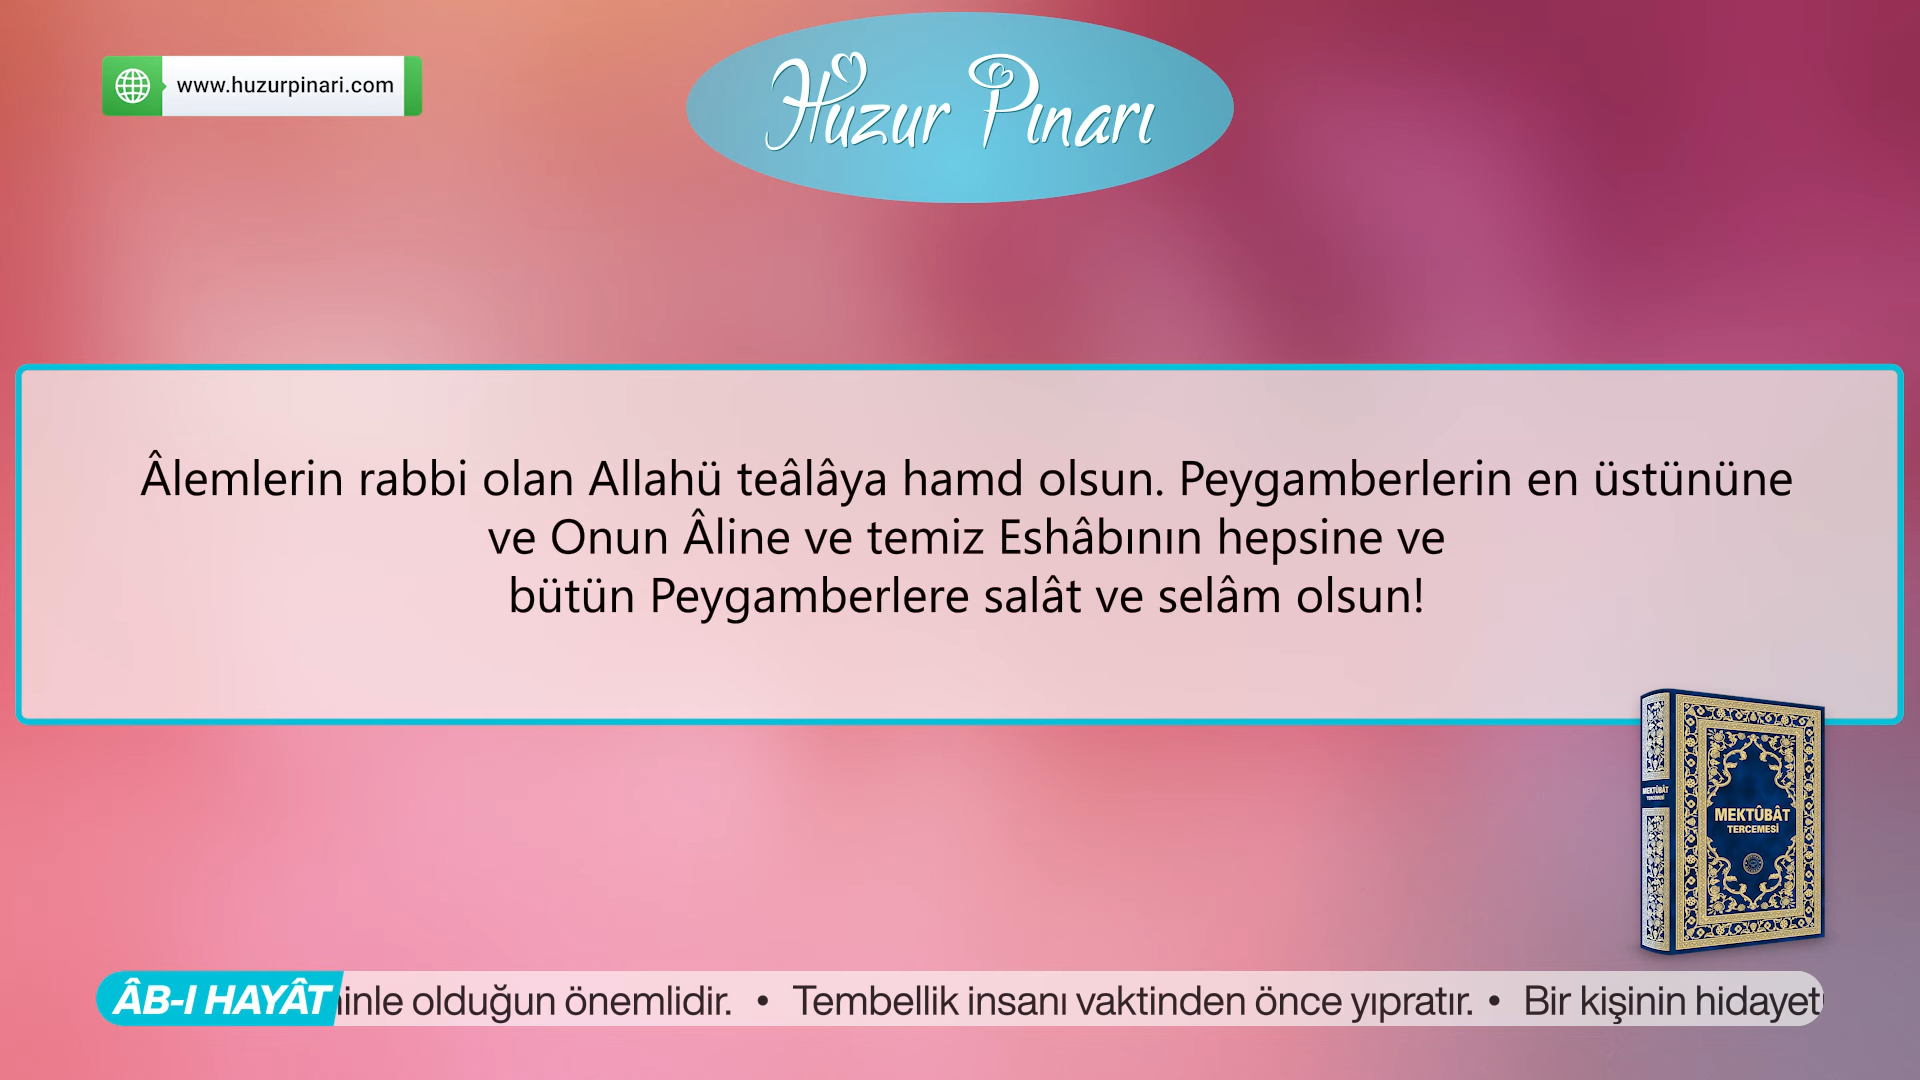 www.huzurpinari.com
Huzur Pınarı
Âlemlerin rabbi olan Allahü teâlâya hamd olsun. Peygamberlerin en üstününe
ve Onun Âline ve temiz Eshâbının hepsine ve
bütün Peygamberlere salât ve selâm olsun!
MEKTÛBÂT
TERCEMESİ
MEKTÛBÂT
TERCEMESİ
ÂB-I HAYÂT
olduğun önemlidir. • Tembellik insanı vaktinden önce yıpratır. • Bir kişinin hidayet